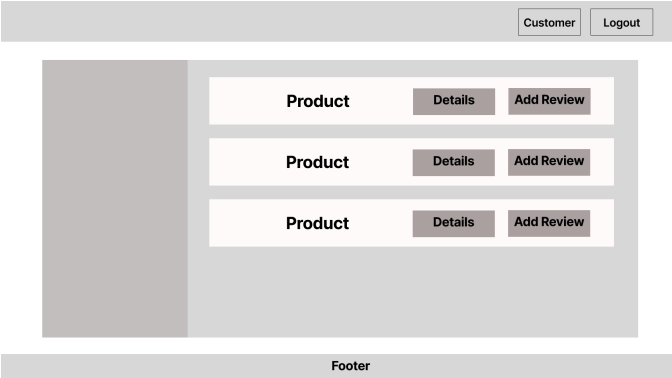 Customer Logout
Product Details Add Review
Product Details Add Review
Product Details Add Review
Footer